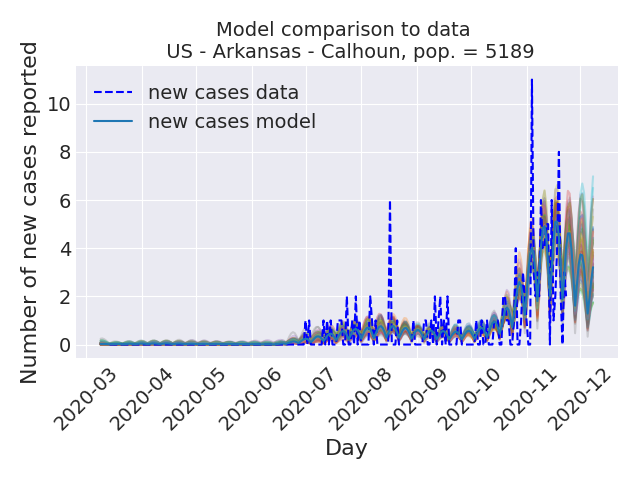 Model comparison to data
US - Arkansas - Calhoun, pop. = 5189
Number of new cases reported
10
8
6
4
2
0
new cases data
new cases model
2020-03
2020-04
2020-05
2020-06
2020-07
2020-08
2020-09
2020-10
2020-11
2020-12
Day